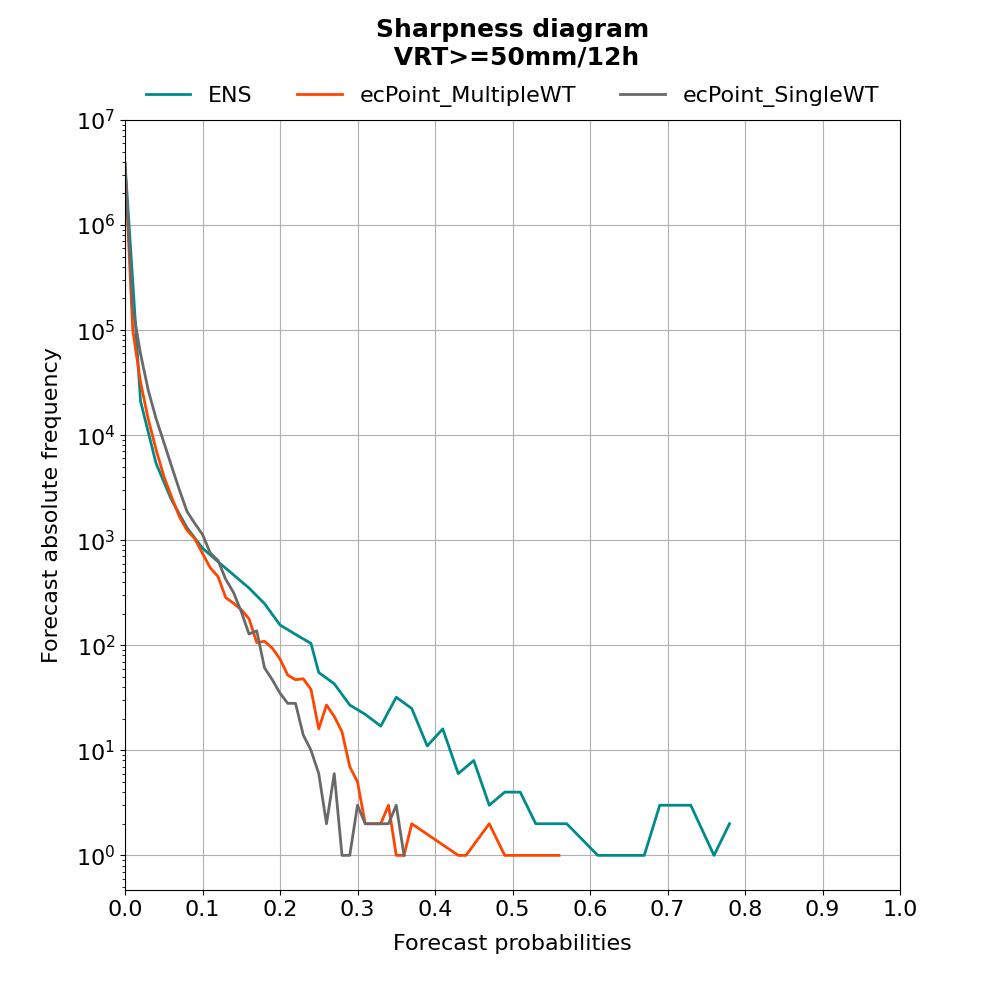 Sharpness diagram
VRT>=50mm/12h
ENS ecPoint_MultipleWT ecPoint_SingleWT
10^7
10^6
10^5
10^4
10^3
10^2
10^1
10^0
Forecast absolute frequency
0.0 0.1 0.2 0.3 0.4 0.5 0.6 0.7 0.8 0.9 1.0
Forecast probabilities